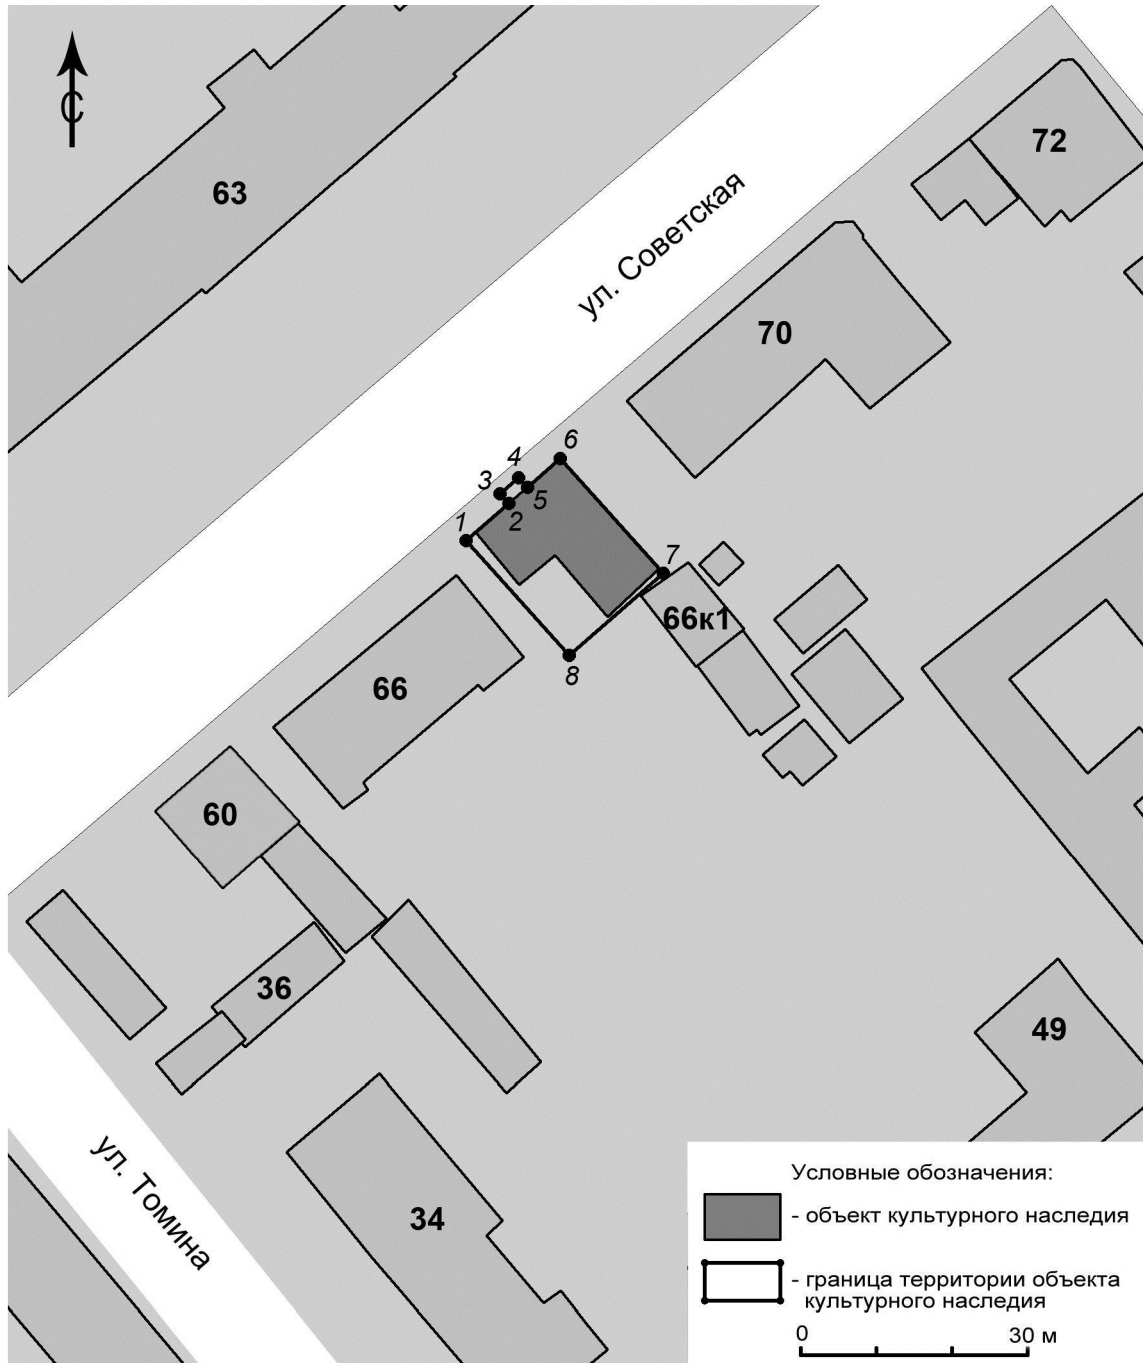 С
63
72
ул. Советская
70
6
4
3
5
2
1
7
66к1
8
66
60
36
49
ул. Томина
34
Условные обозначения:
- объект культурного наследия
- граница территории объекта
культурного наследия
0 30 м